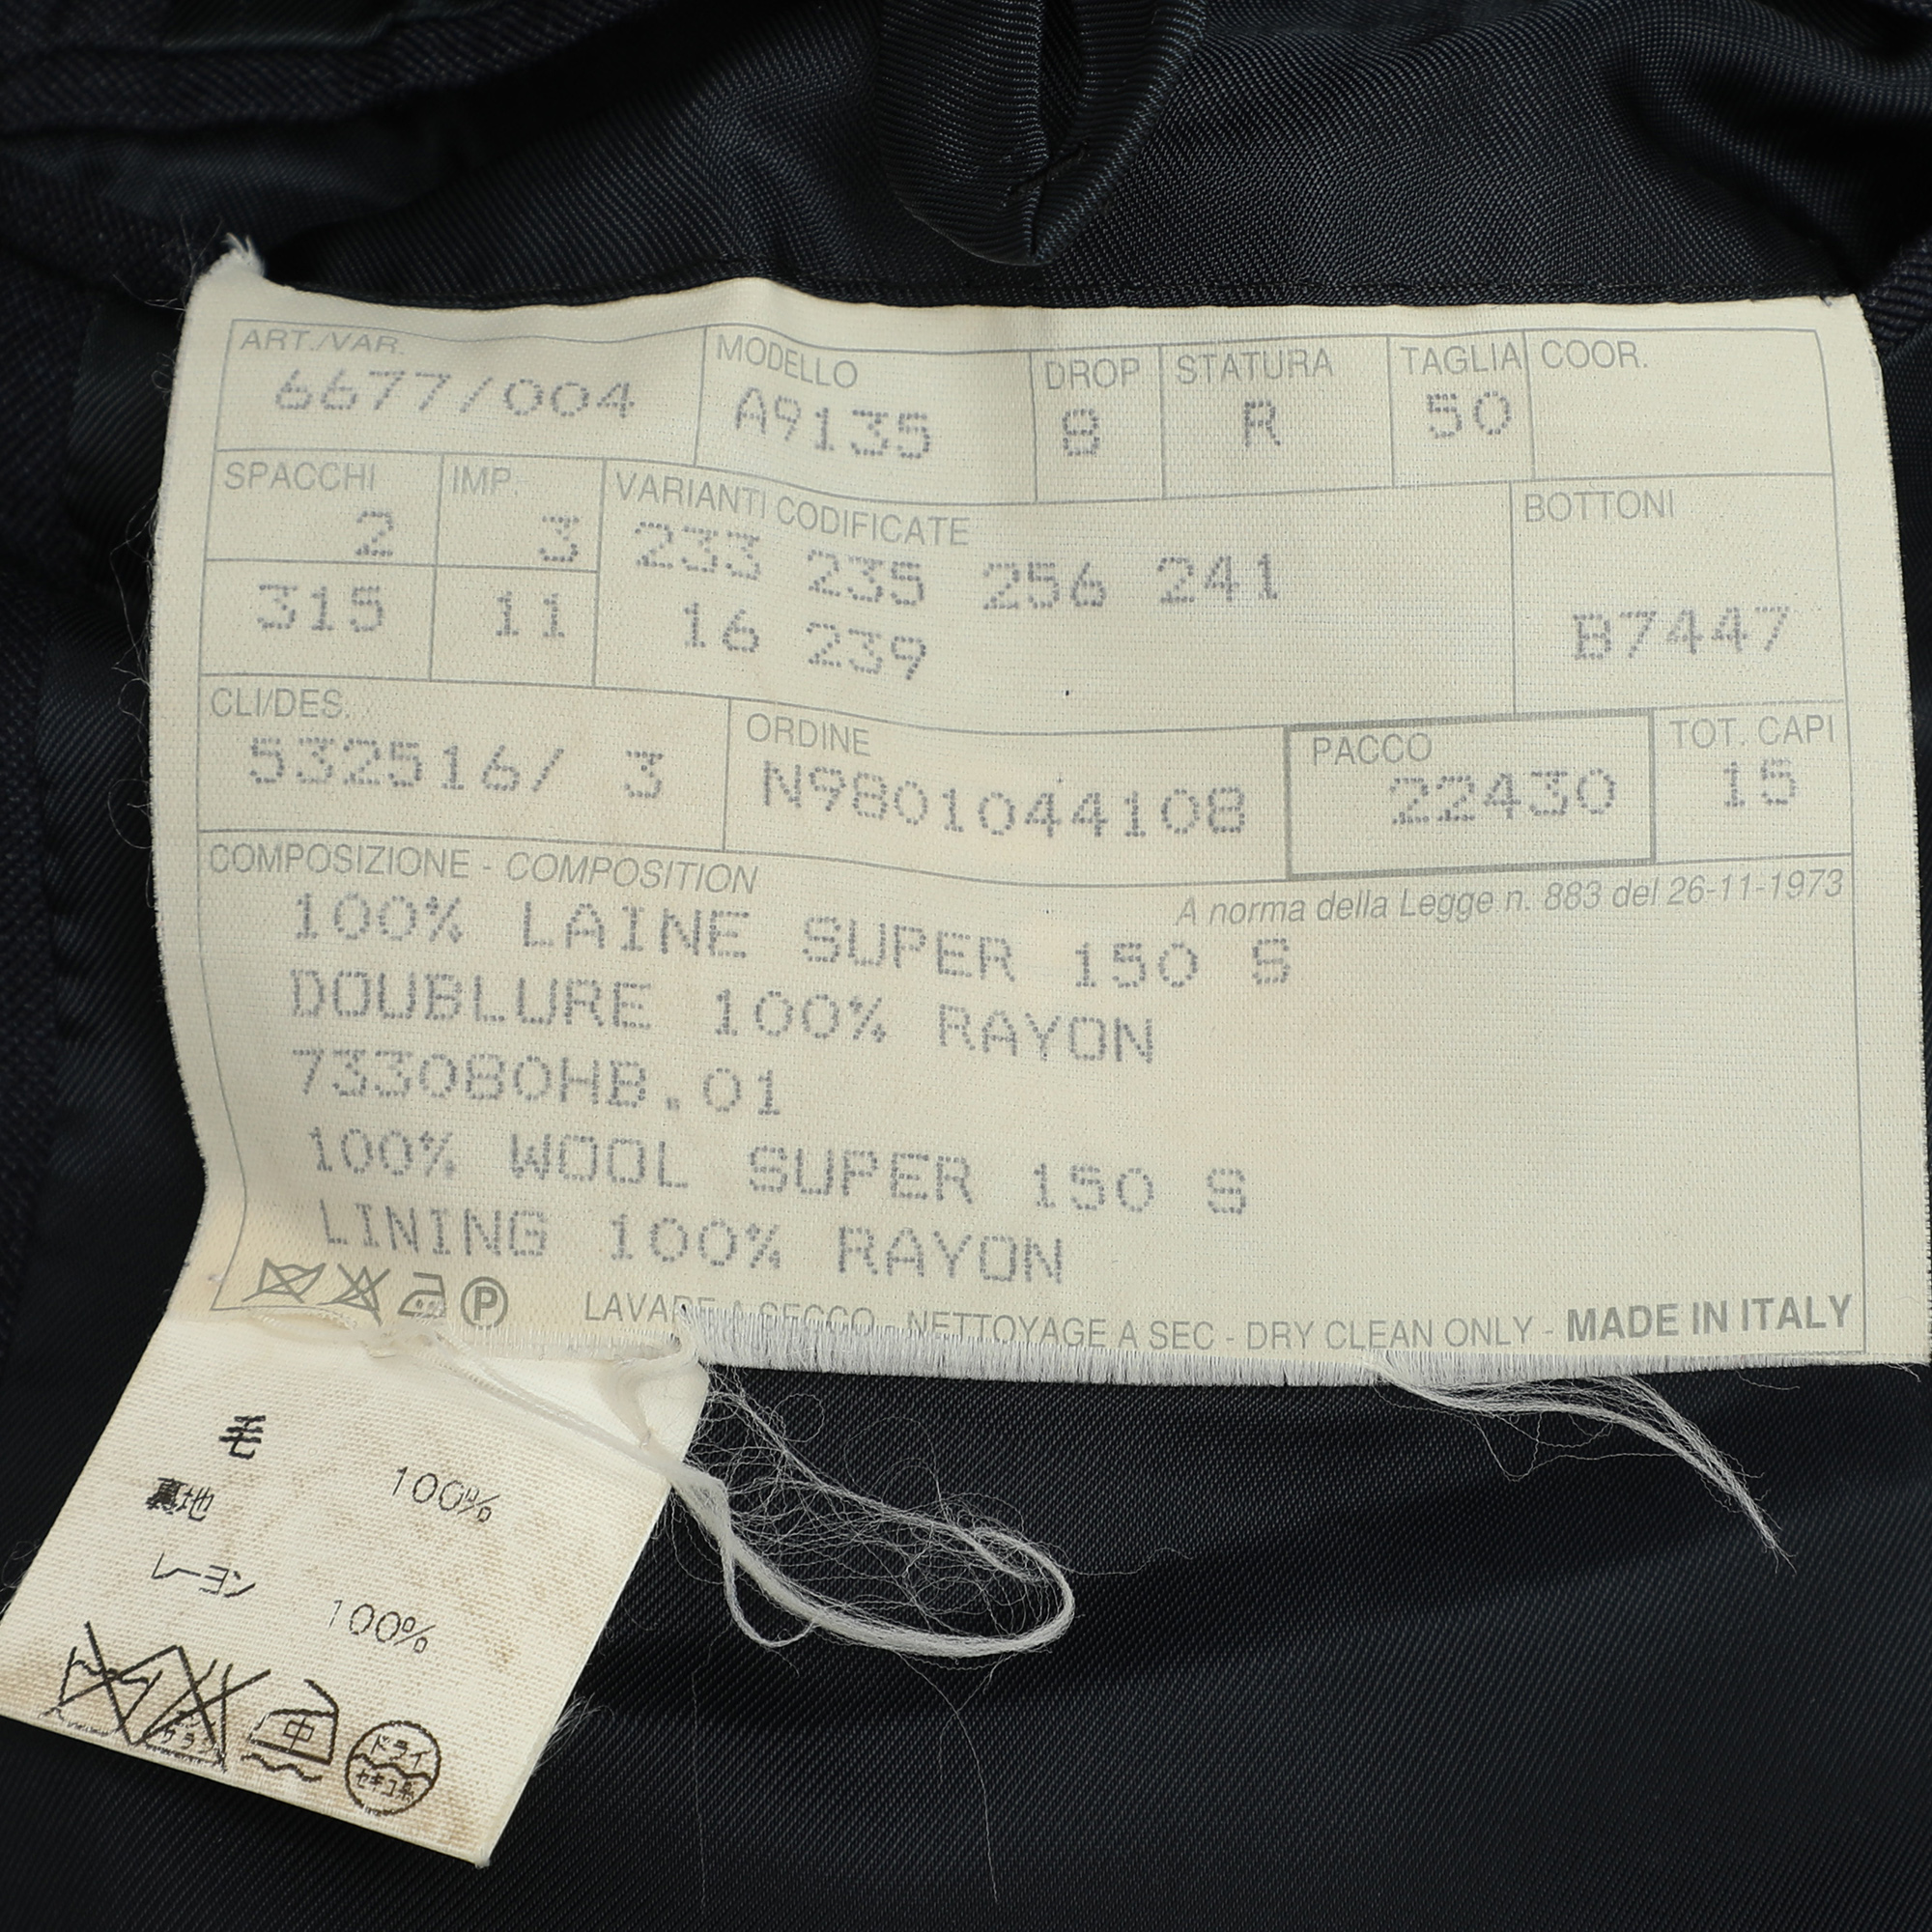 ART./VAR. MODELLO DROP STATURA TAGLIA COOR.
6677/004 A9135 8 R 50
SPACCHI IMP. VARIANTI CODIFICATE BOTTONI
2 3 233 235 256 241
315 11 16 239 B7447
CLI/DES. ORDINE PACCO TOT. CAPI
532516/ 3 N9801044108 22430 15
COMPOSIZIONE - COMPOSITION A norma della Legge n. 883 del 26-11-1973
100% LAINE SUPER 150 S
DOUBLURE 100% RAYON
733080HB.01
100% WOOL SUPER 150 S
LINING 100% RAYON
P LAVARE A SECCO - NETTOYAGE A SEC - DRY CLEAN ONLY - MADE IN ITALY
毛 100%
裏地
レーヨン 100%
中 ドライ
セキユ系